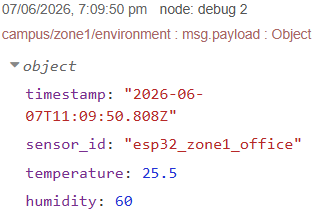 07/06/2026, 7:09:50 pm node: debug 2
campus/zone1/environment : msg.payload : Object
object
timestamp: "2026-06-
07T11:09:50.808Z"
sensor_id: "esp32_zone1_office"
temperature: 25.5
humidity: 60